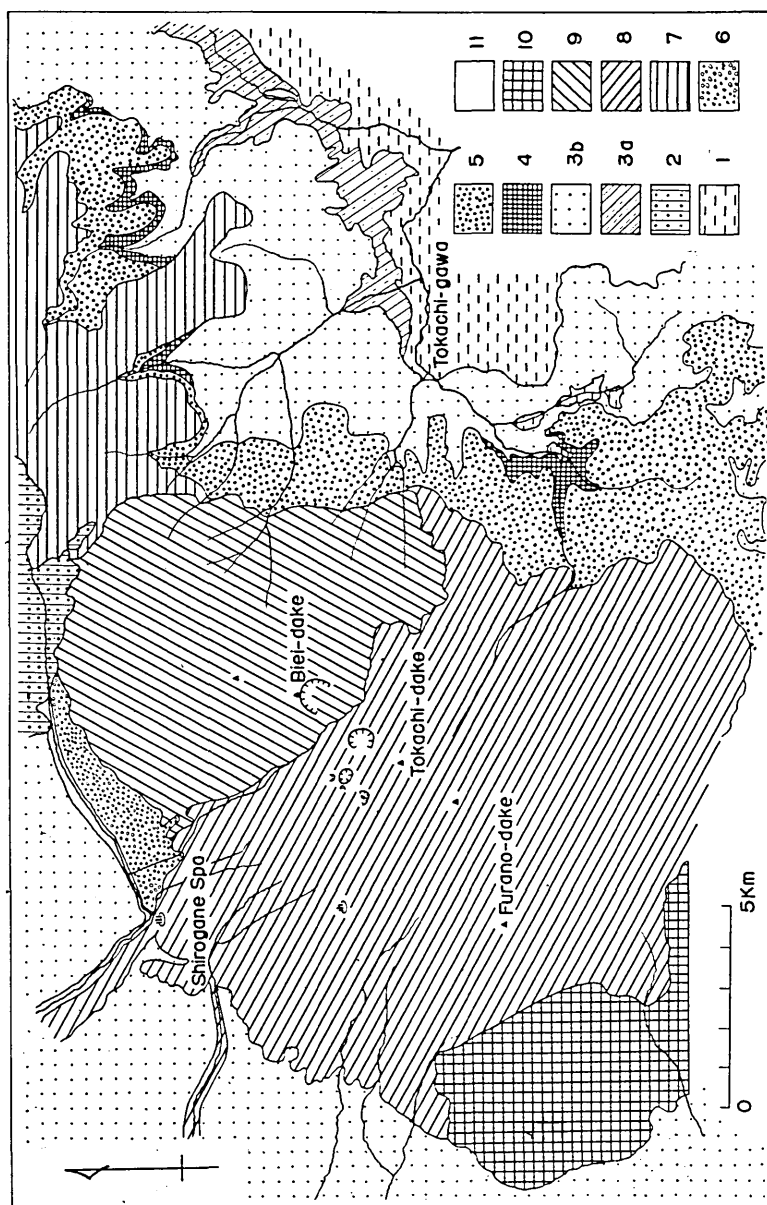 Shirogane Spa
Biei-dake
Tokachi-dake
Furano-dake
Tokachi-gawa
0 5Km
5
4
3b
3a
2
1
11
10
9
8
7
6